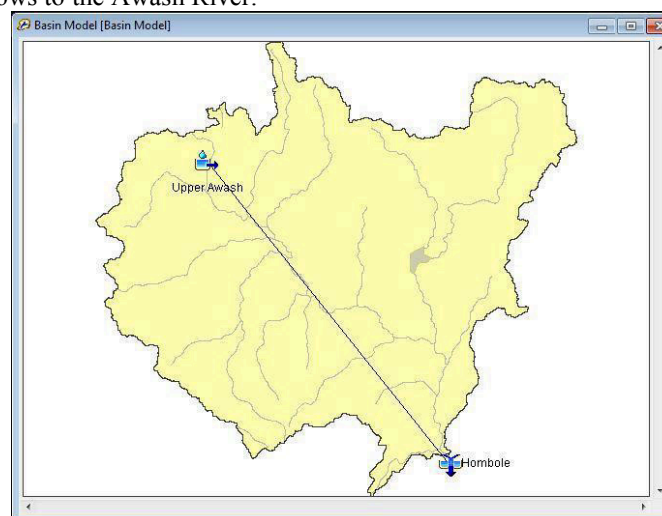 ows to the Awash River.
Basin Model [Basin Model]
Upper Awash
Hombole